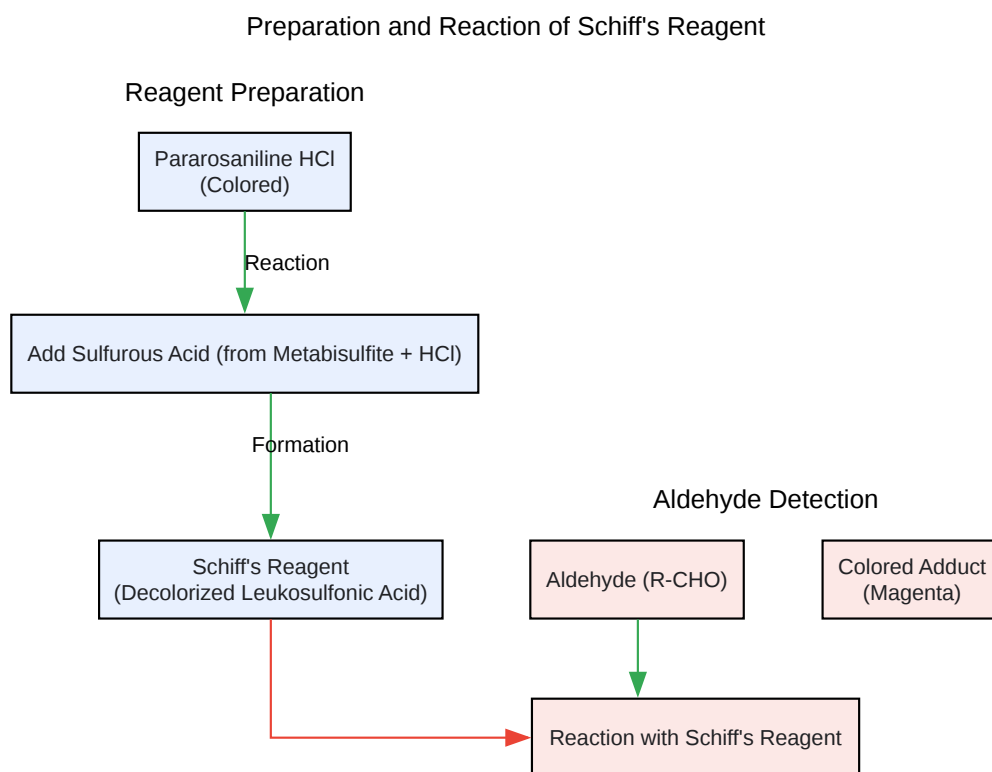 Preparation and Reaction of Schiff's Reagent
Reagent Preparation
Pararosaniline HCl
(Colored)
Reaction
Add Sulfurous Acid (from Metabisulfite + HCl)
Formation
Schiff's Reagent
(Decolorized Leukosulfonic Acid)
Aldehyde Detection
Aldehyde (R-CHO)
Colored Adduct
(Magenta)
Reaction with Schiff's Reagent